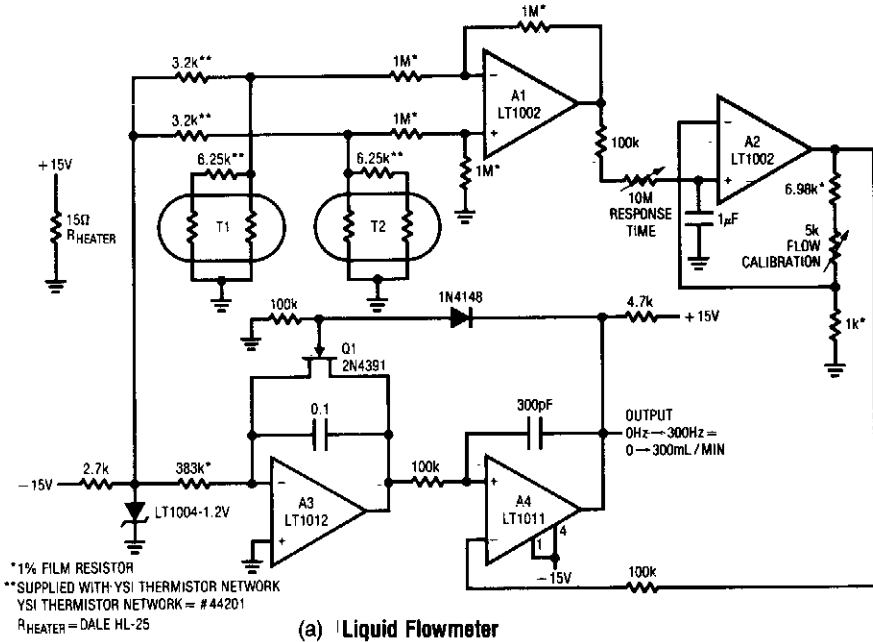 1M*
3.2k**
1M*
−
A1
LT1002
+
3.2k**
1M*
1M*
100k
−
A2
LT1002
+
6.25k**
6.25k**
+15V
15Ω
RHEATER
T1
T2
10M
RESPONSE
TIME
1µF
6.98k*
5k
FLOW
CALIBRATION
1k*
100k
1N4148
4.7k
+15V
Q1
2N4391
0.1
300pF
OUTPUT
0Hz→300Hz =
0→300mL/MIN
−15V
2.7k
383k*
−
A3
LT1012
+
100k
+
A4
LT1011
−
1
4
−15V
100k
LT1004-1.2V
*1% FILM RESISTOR
**SUPPLIED WITH YSI THERMISTOR NETWORK
YSI THERMISTOR NETWORK = #44201
RHEATER = DALE HL-25
(a) Liquid Flowmeter